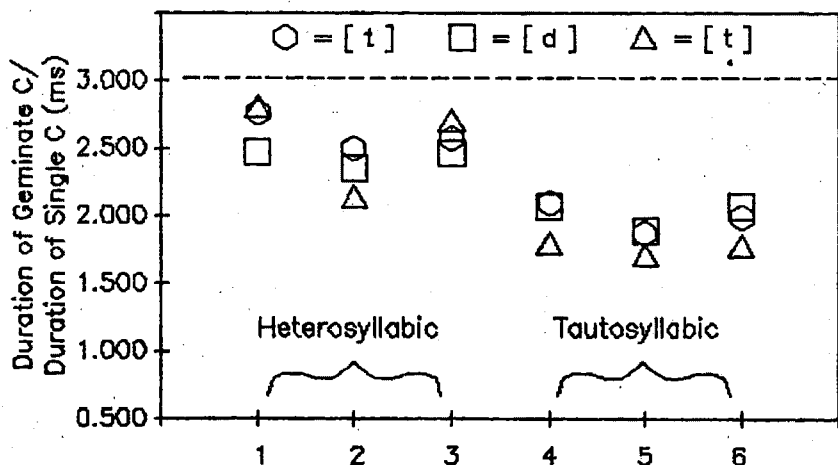 = [ɫ] = [d] = [t]
Duration of Geminate C/
Duration of Single C (ms)
3.000
2.500
2.000
1.500
1.000
0.500
Heterosyllabic Tautosyllabic
1 2 3 4 5 6